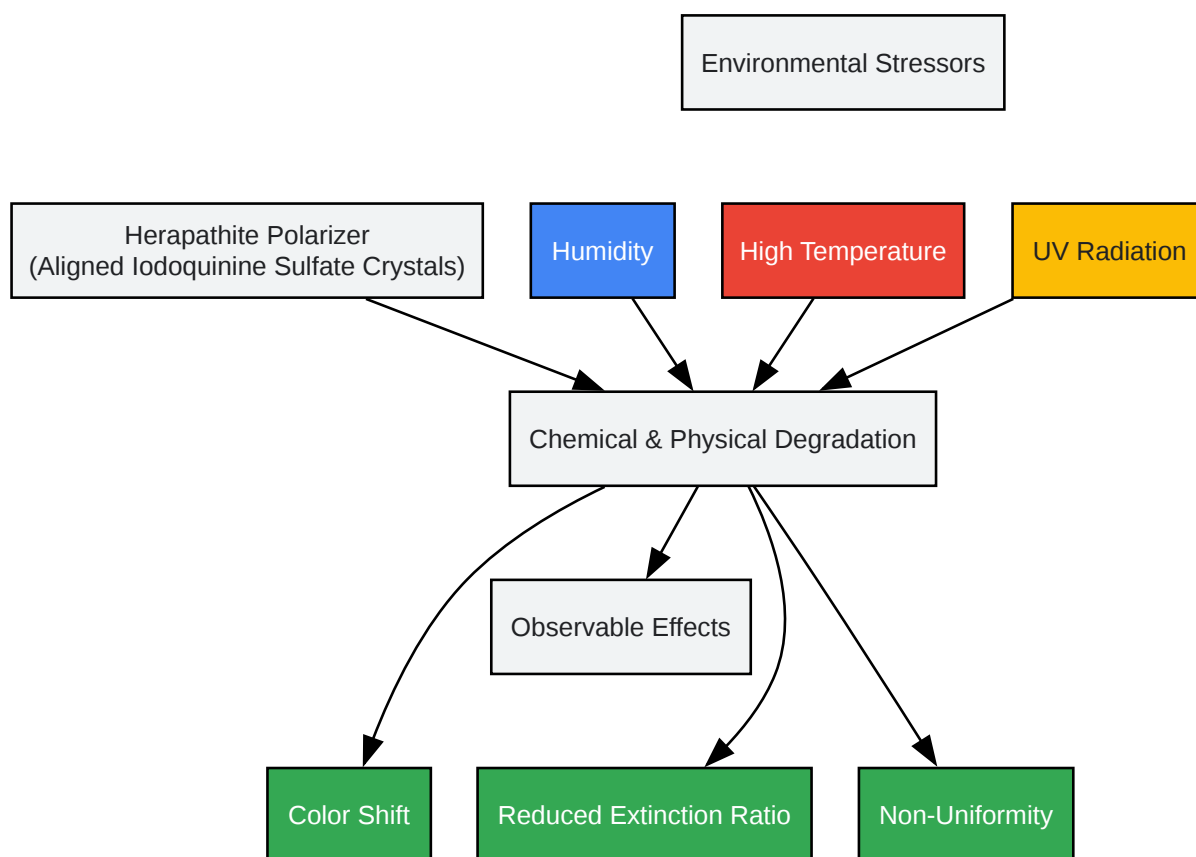 Environmental Stressors
Herapathite Polarizer
(Aligned Iodoquinine Sulfate Crystals)
Humidity
High Temperature
UV Radiation
Chemical & Physical Degradation
Observable Effects
Color Shift
Reduced Extinction Ratio
Non-Uniformity